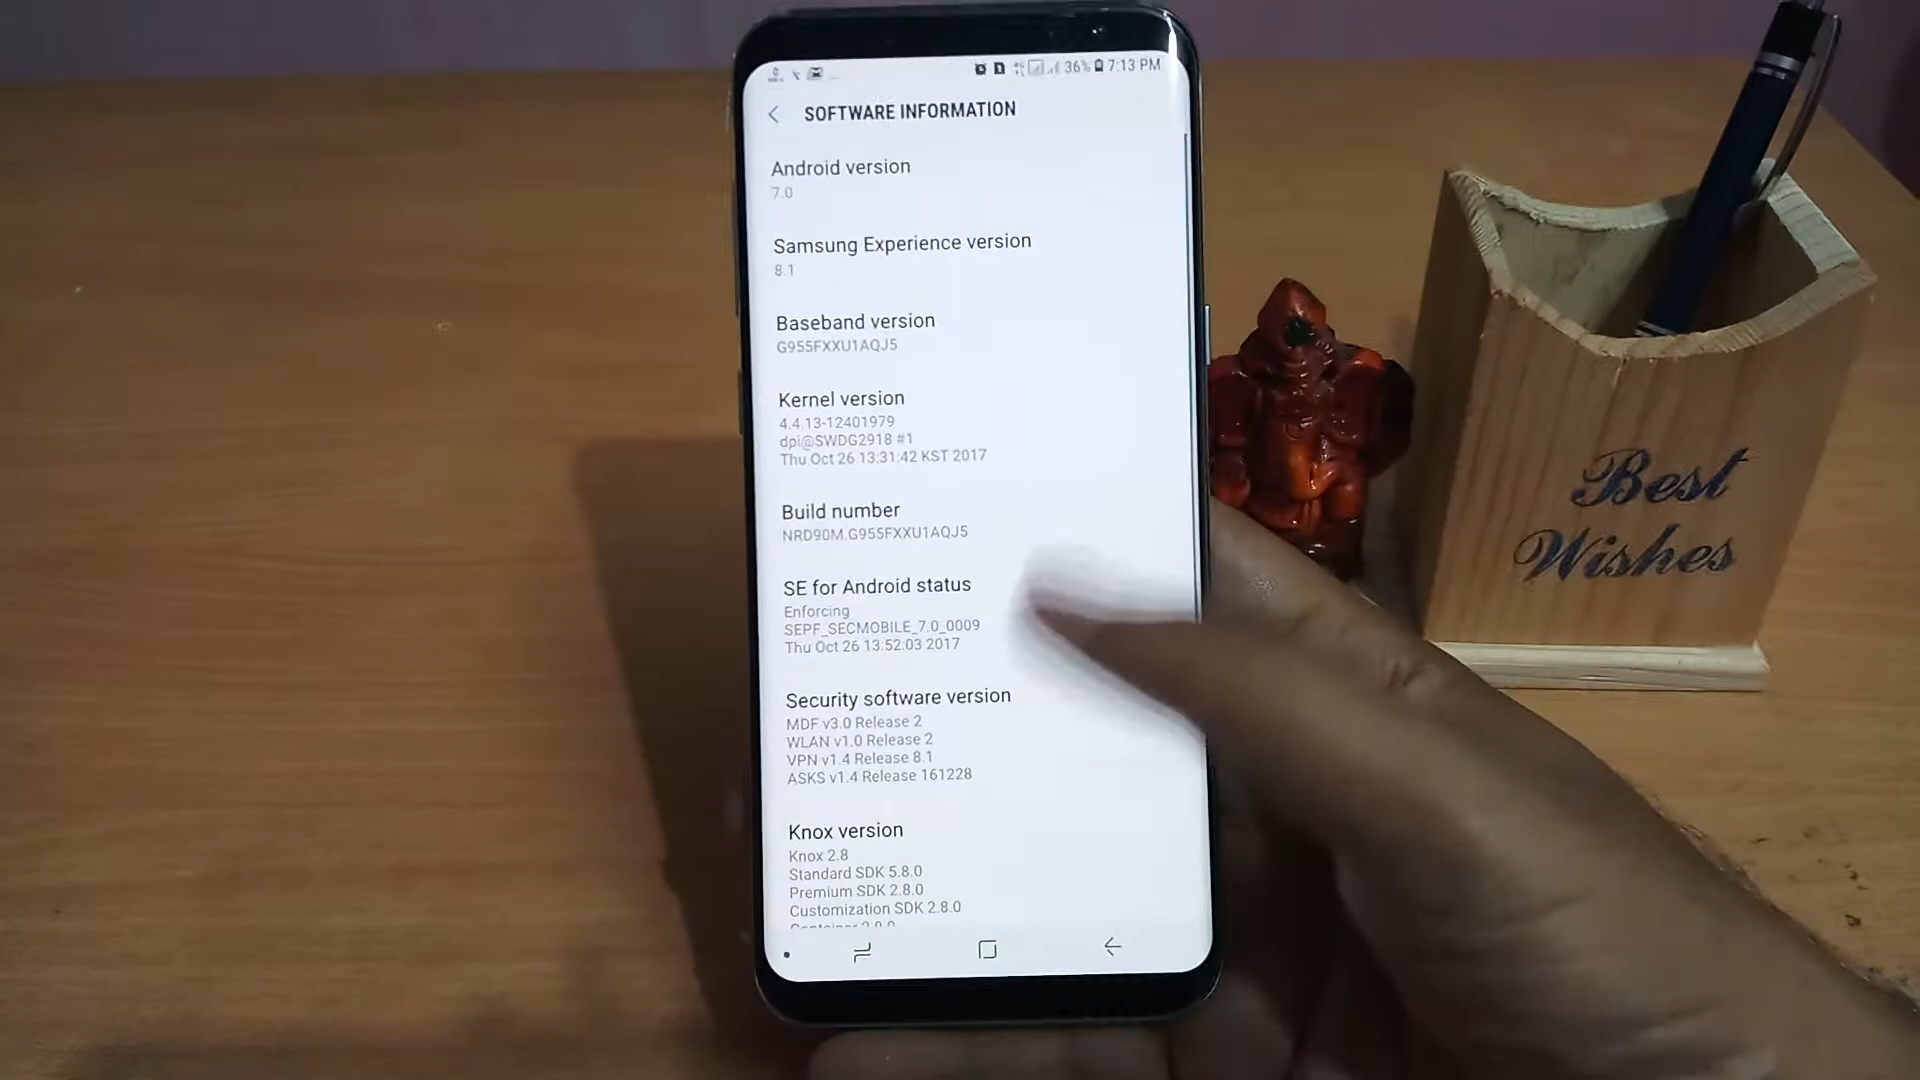 36% 7:13 PM
SOFTWARE INFORMATION
Android version
7.0
Samsung Experience version
8.1
Baseband version
G955FXXU1AQJ5
Kernel version
4.4.13-12401979
dpi@SWDG2918 #1
Thu Oct 26 13:31:42 KST 2017
Build number
NRD90M.G955FXXU1AQJ5
SE for Android status
Enforcing
SEPF_SECMOBILE_7.0_0009
Thu Oct 26 13:52:03 2017
Security software version
MDF v3.0 Release 2
WLAN v1.0 Release 2
VPN v1.4 Release 8.1
ASKS v1.4 Release 161228
Knox version
Knox 2.8
Standard SDK 5.8.0
Premium SDK 2.8.0
Customization SDK 2.8.0
Best
Wishes